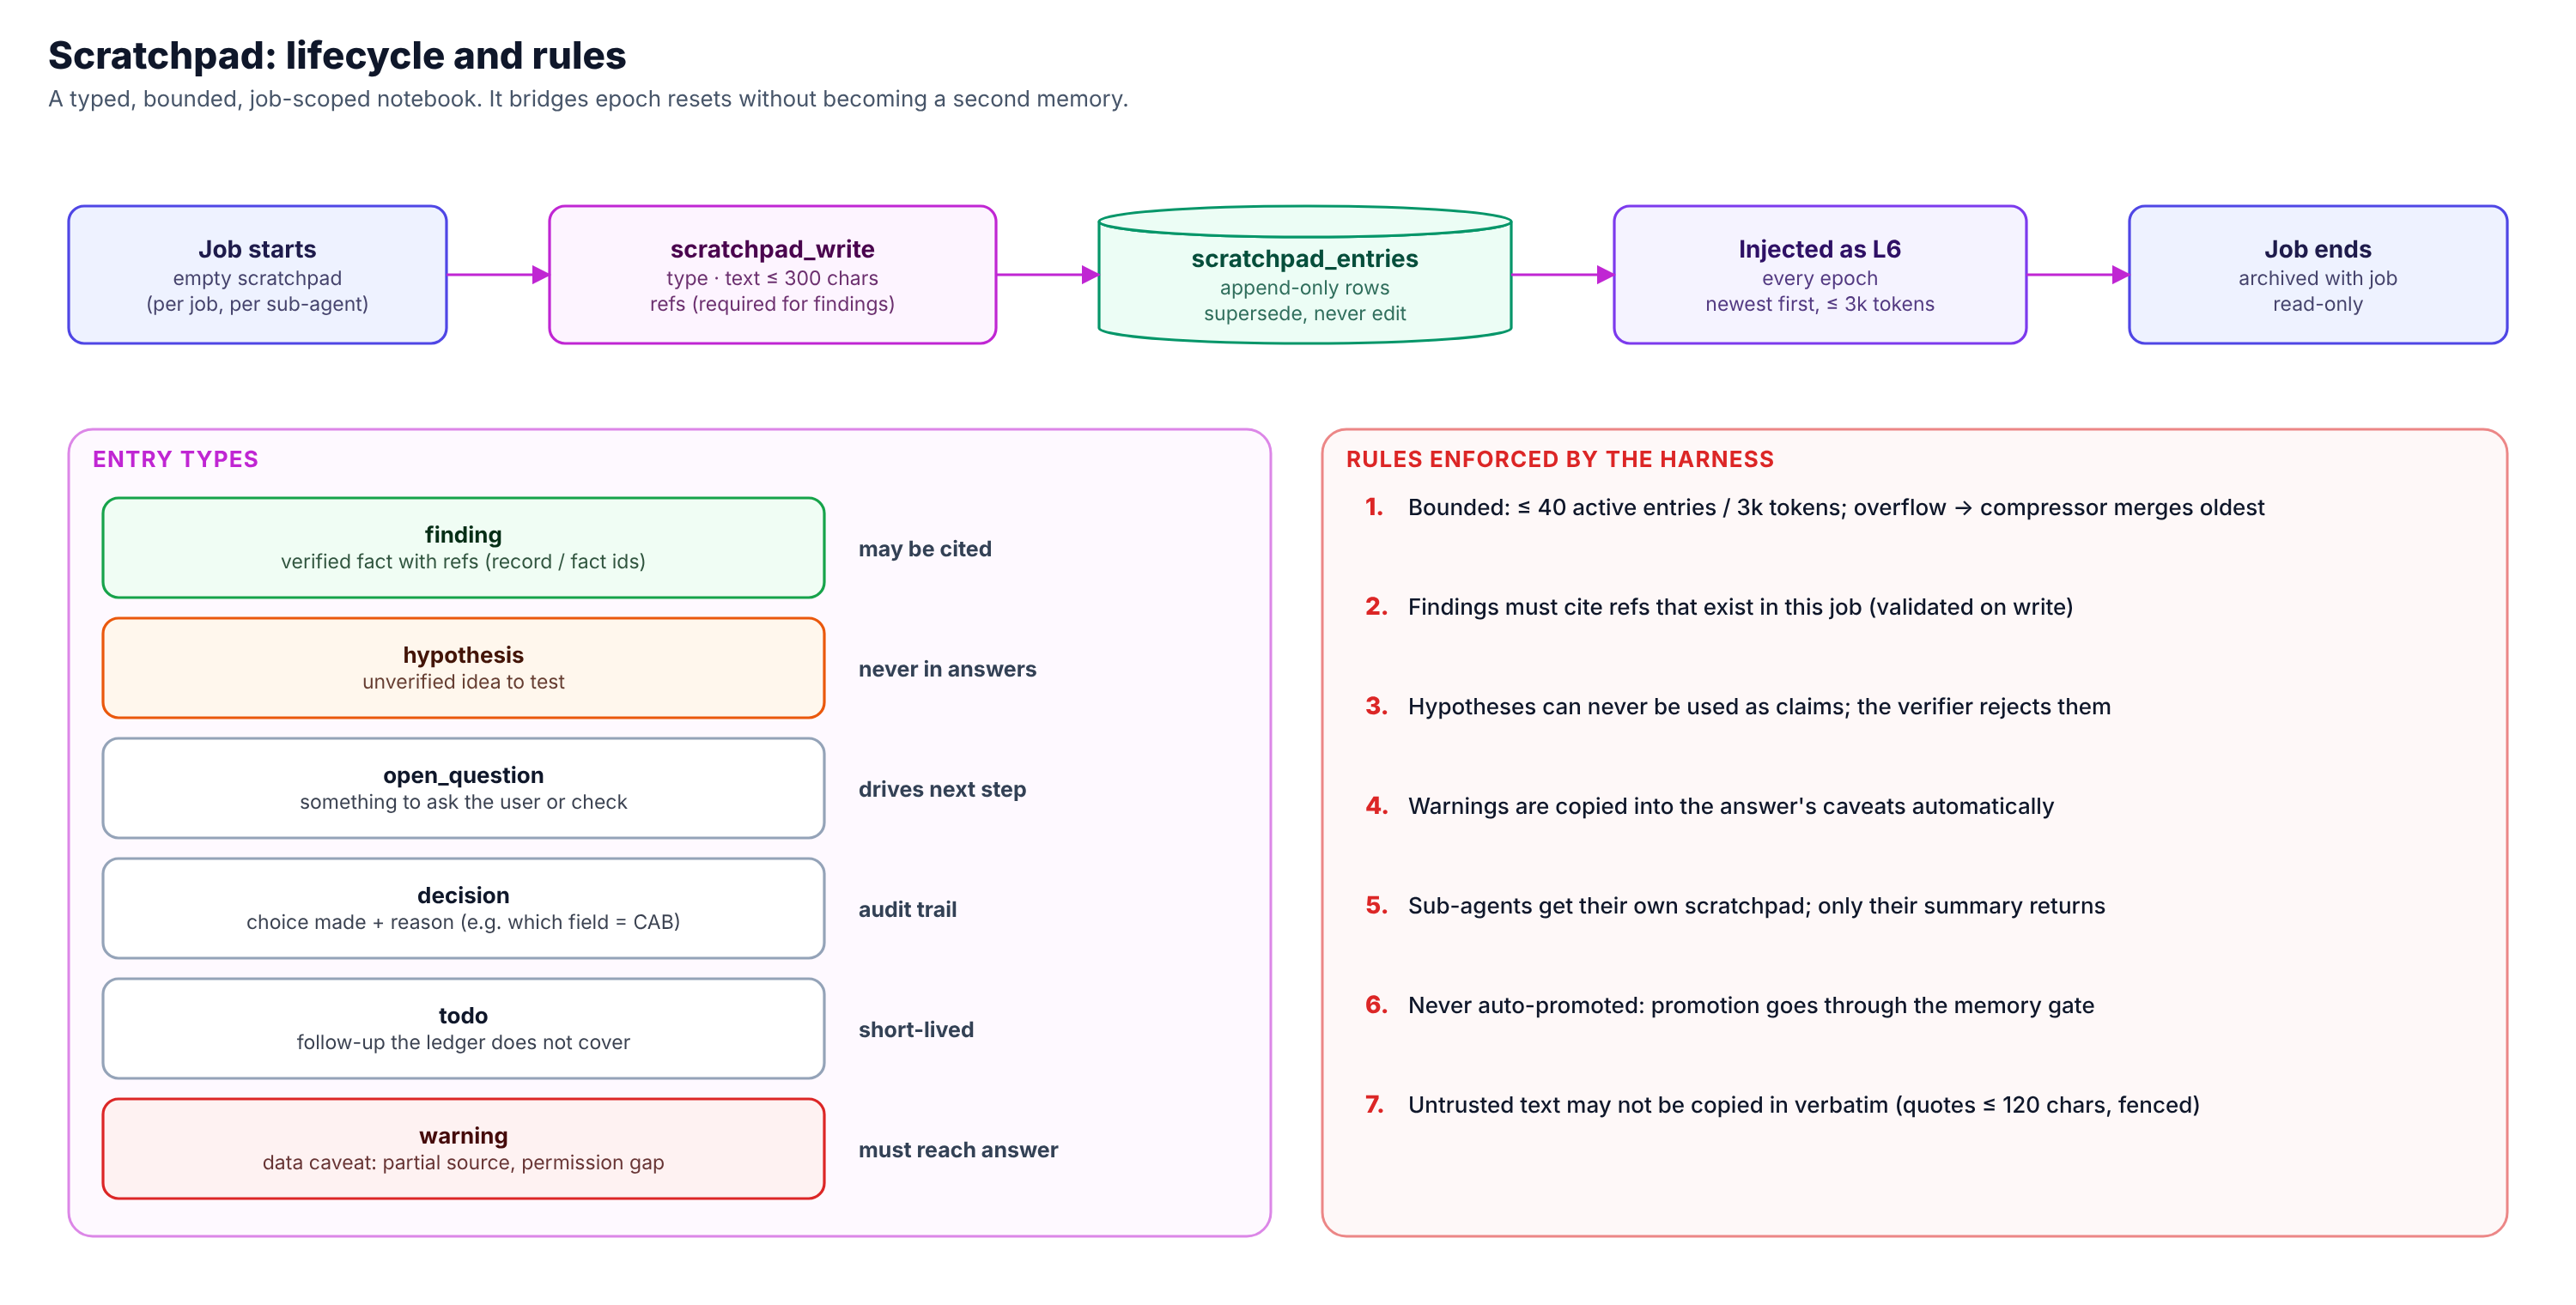 Scratchpad: lifecycle and rules
A typed, bounded, job-scoped notebook. It bridges epoch resets without becoming a second memory.
Job starts
empty scratchpad
(per job, per sub-agent)
scratchpad_write
type · text ≤ 300 chars
refs (required for findings)
scratchpad_entries
append-only rows
supersede, never edit
Injected as L6
every epoch
newest first, ≤ 3k tokens
Job ends
archived with job
read-only
ENTRY TYPES
finding
verified fact with refs (record / fact ids)
may be cited
hypothesis
unverified idea to test
never in answers
open_question
something to ask the user or check
drives next step
decision
choice made + reason (e.g. which field = CAB)
audit trail
todo
follow-up the ledger does not cover
short-lived
warning
data caveat: partial source, permission gap
must reach answer
RULES ENFORCED BY THE HARNESS
1. Bounded: ≤ 40 active entries / 3k tokens; overflow → compressor merges oldest
2. Findings must cite refs that exist in this job (validated on write)
3. Hypotheses can never be used as claims; the verifier rejects them
4. Warnings are copied into the answer's caveats automatically
5. Sub-agents get their own scratchpad; only their summary returns
6. Never auto-promoted: promotion goes through the memory gate
7. Untrusted text may not be copied in verbatim (quotes ≤ 120 chars, fenced)